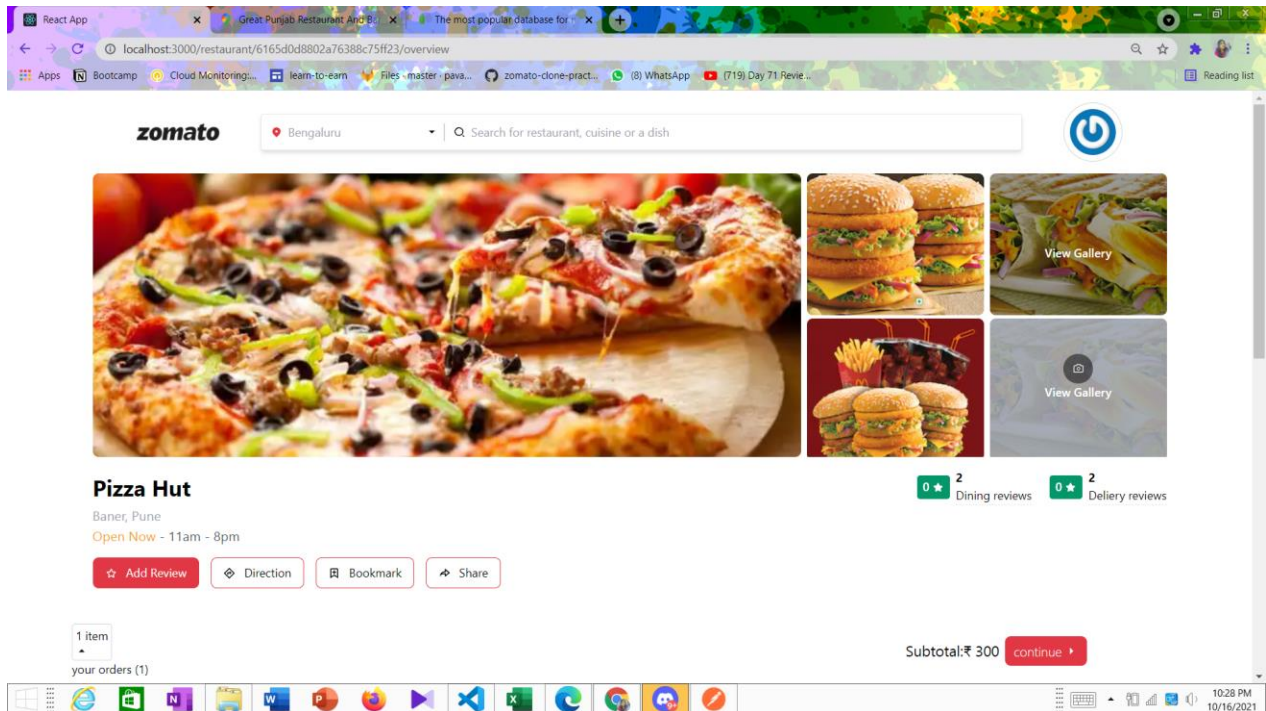 React App
Great Punjab Restaurant And Ba
The most popular database for
localhost:3000/restaurant/6165d0d8802a76388c75ff23/overview
Apps Bootcamp Cloud Monitoring:... learn-to-earn Files · master · pava... zomato-clone-pract... (8) WhatsApp (719) Day 71 Revie... Reading list
zomato Bengaluru Search for restaurant, cuisine or a dish
View Gallery
View Gallery
Pizza Hut
0 ★ 2 Dining reviews 0 ★ 2 Deliery reviews
Baner, Pune
Open Now - 11am - 8pm
Add Review Direction Bookmark Share
1 item
your orders (1)
Subtotal:₹ 300 continue
10:28 PM
10/16/2021